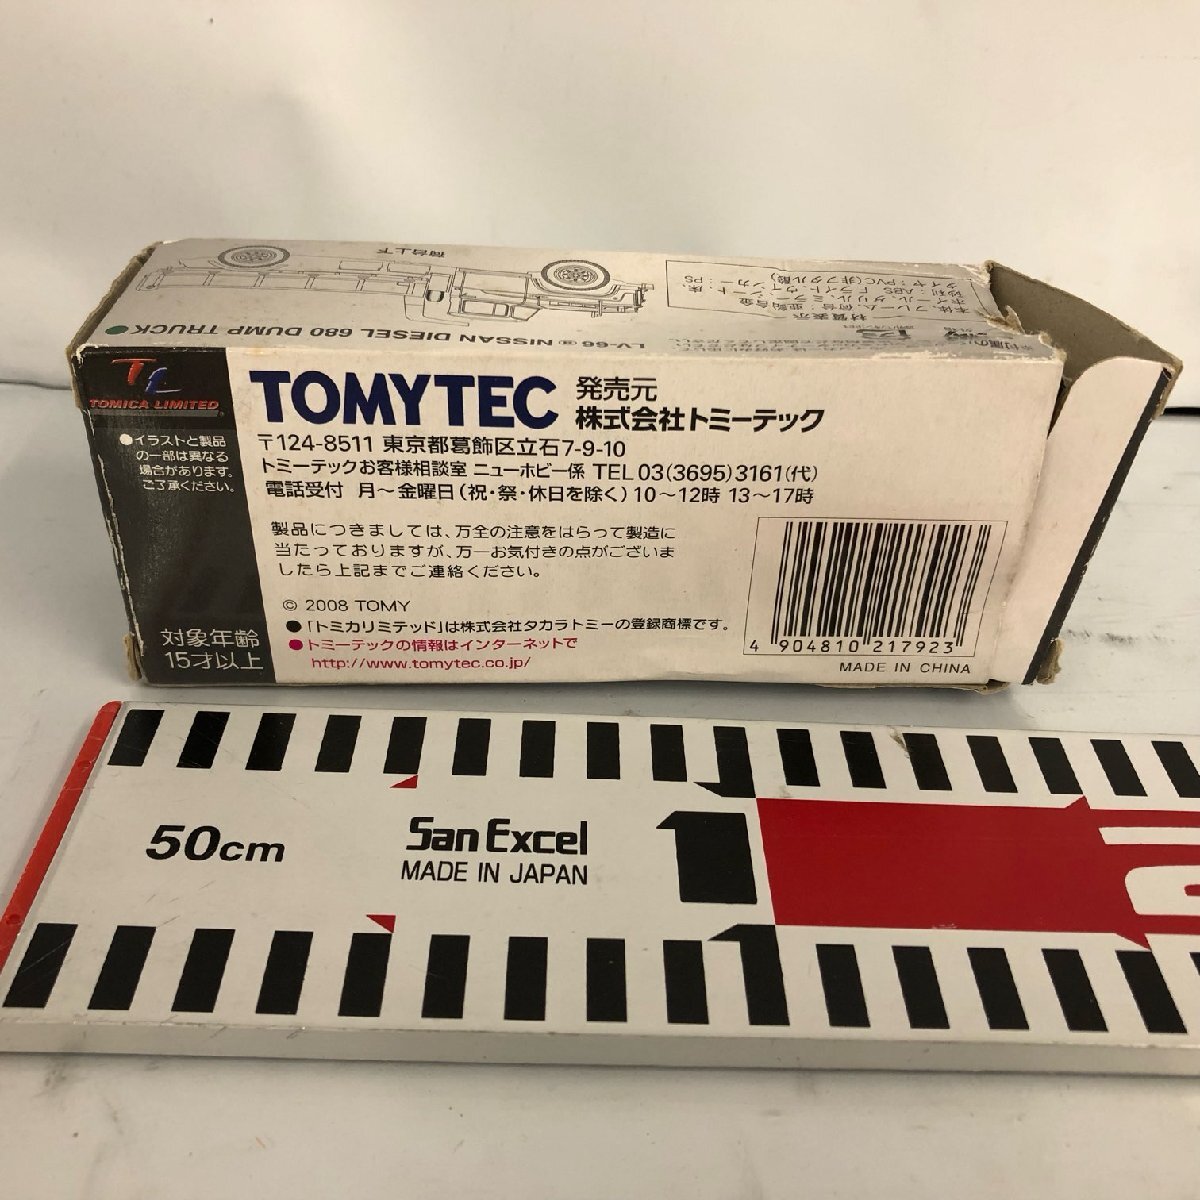 荷台上下
LV-66 NISSAN DIESEL 680 DUMP TRUCK
材質表示
TOMICA LIMITED
●イラストと製品
の一部は異なる
場合があります。
ご了承ください。
対象年齢
15才以上
TOMYTEC
発売元
株式会社トミーテック
〒124-8511 東京都葛飾区立石7-9-10
トミーテックお客様相談室 ニューホビー係 TEL 03(3695)3161(代)
電話受付 月～金曜日(祝・祭・休日を除く)10～12時 13～17時
製品につきましては、万全の注意をはらって製造に
当たっておりますが、万一お気付きの点がございま
したら上記までご連絡ください。
© 2008 TOMY
●「トミカリミテッド」は株式会社タカラトミーの登録商標です。
●トミーテックの情報はインターネットで
http://www.tomytec.co.jp/
4 904810 217923
MADE IN CHINA
50cm
San Excel
MADE IN JAPAN
1